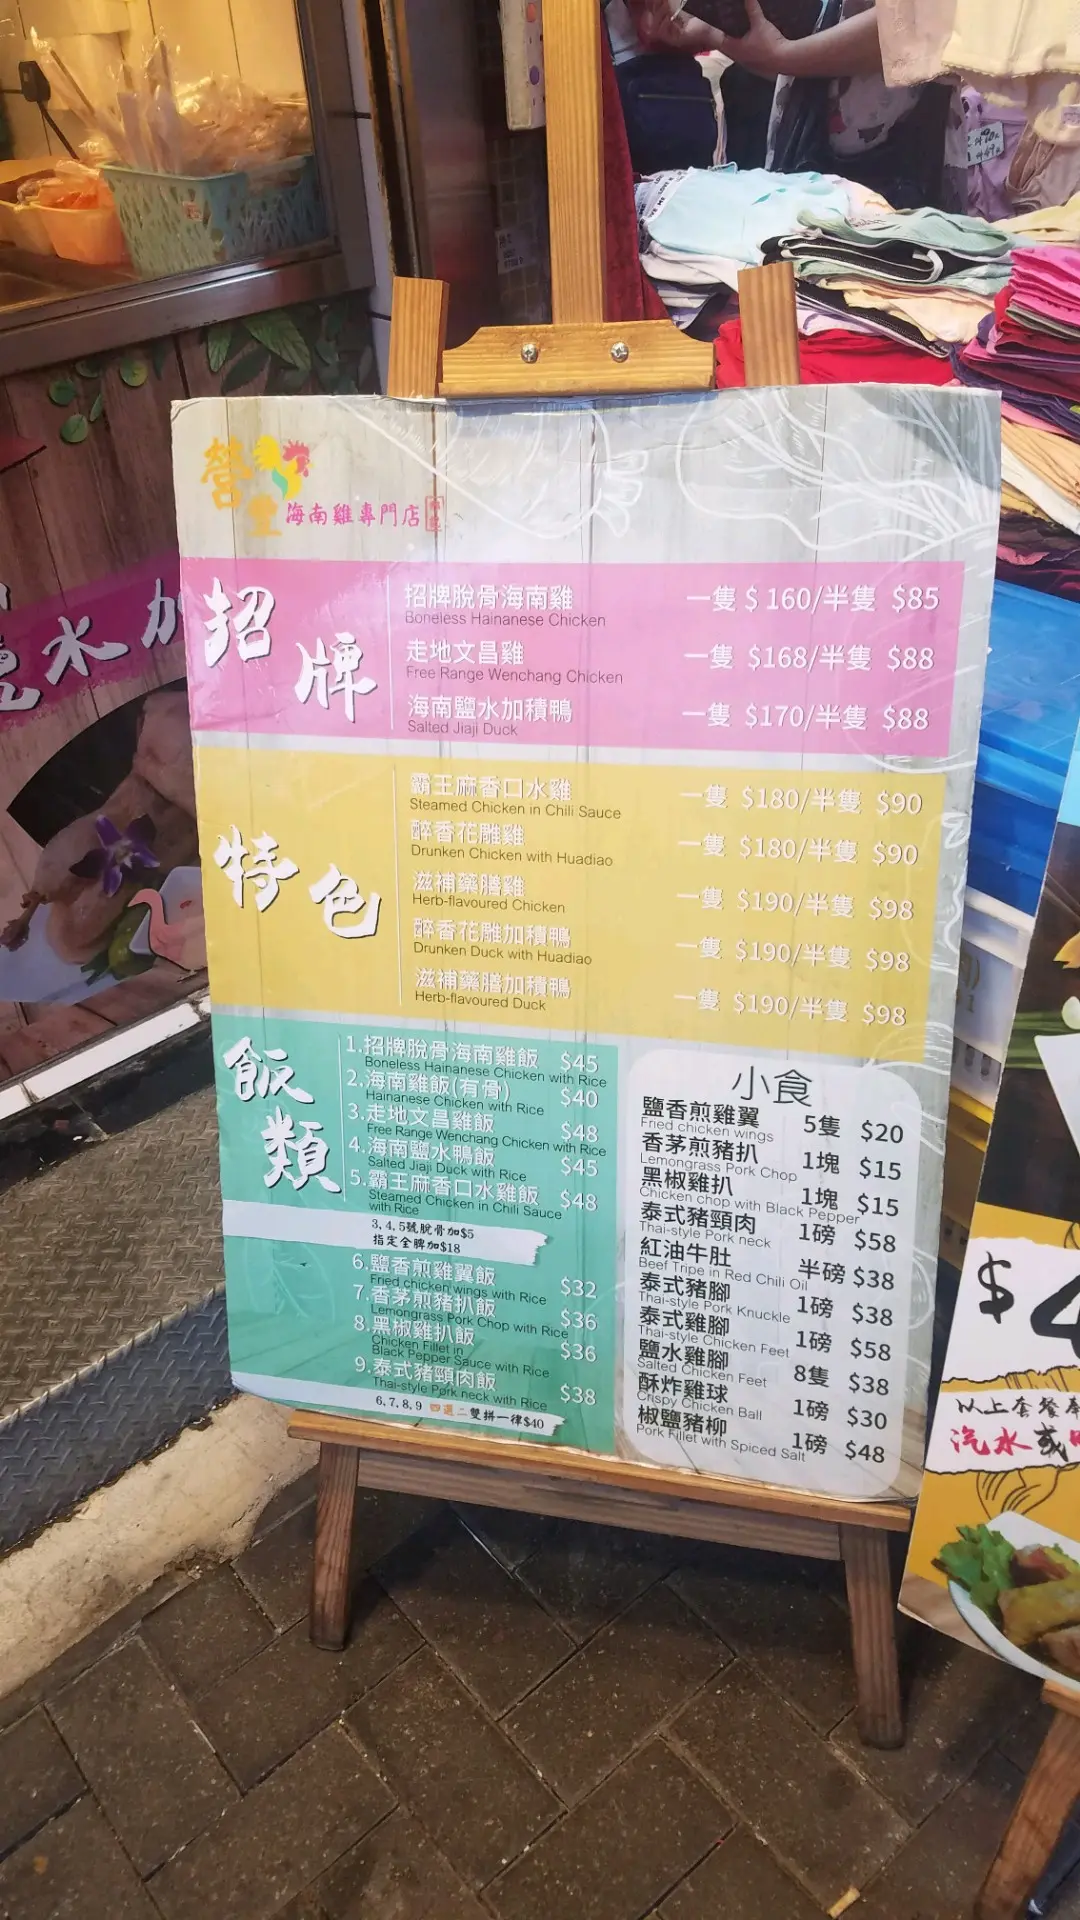 營
海南雞專門店
招牌
招牌脫骨海南雞 一隻 $ 160/半隻 $85
Boneless Hainanese Chicken
走地文昌雞 一隻 $168/半隻 $88
Free Range Wenchang Chicken
海南鹽水加積鴨 一隻 $170/半隻 $88
Salted Jiaji Duck
特色
霸王麻香口水雞 一隻 $180/半隻 $90
Steamed Chicken in Chili Sauce
醉香花雕雞 一隻 $180/半隻 $90
Drunken Chicken with Huadiao
滋補藥膳雞 一隻 $190/半隻 $98
Herb-flavoured Chicken
醉香花雕加積鴨 一隻 $190/半隻 $98
Drunken Duck with Huadiao
滋補藥膳加積鴨 一隻 $190/半隻 $98
Herb-flavoured Duck
飯類
1.招牌脫骨海南雞飯 $45
Boneless Hainanese Chicken with Rice
2.海南雞飯(有骨) $40
Hainanese Chicken with Rice
3.走地文昌雞飯 $48
Free Range Wenchang Chicken with Rice
4.海南鹽水鴨飯 $45
Salted Jiaji Duck with Rice
5.霸王麻香口水雞飯 $48
Steamed Chicken in Chili Sauce
with Rice
3,4,5號脫骨加$5
指定全髀加$18
6.鹽香煎雞翼飯 $32
Fried chicken wings with Rice
7.香茅煎豬扒飯 $36
Lemongrass Pork Chop with Rice
8.黑椒雞扒飯 $36
Chicken Fillet in
Black Pepper Sauce with Rice
9.泰式豬頸肉飯 $38
Thai-style Pork neck with Rice
6,7,8,9 四選二雙拼一律$40
小食
鹽香煎雞翼 5隻 $20
Fried chicken wings
香茅煎豬扒 1塊 $15
Lemongrass Pork Chop
黑椒雞扒 1塊 $15
Chicken chop with Black Pepper
泰式豬頸肉 1磅 $58
Thai-style Pork neck
紅油牛肚 半磅 $38
Beef Tripe in Red Chili Oil
泰式豬腳 1磅 $38
Thai-style Pork Knuckle
泰式雞腳 1磅 $58
Thai-style Chicken Feet
鹽水雞腳 8隻 $38
Salted Chicken Feet
酥炸雞球 1磅 $30
Crispy Chicken Ball
椒鹽豬柳 1磅 $48
Pork Fillet with Spiced Salt
水加
$4
以上套餐
汽水或